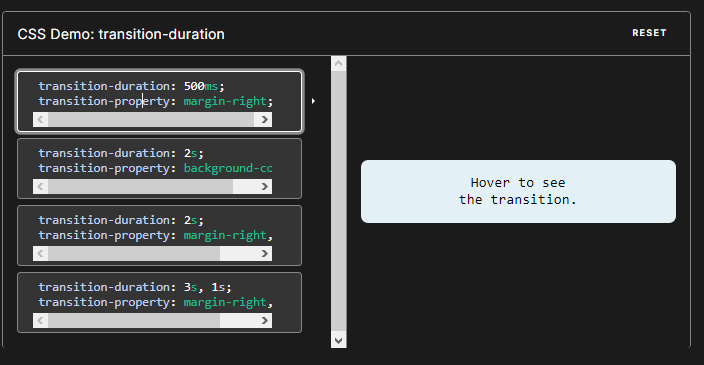 CSS Demo: transition-duration
RESET
transition-duration: 500ms;
transition-property: margin-right;
transition-duration: 2s;
transition-property: background-cc
transition-duration: 2s;
transition-property: margin-right,
transition-duration: 3s, 1s;
transition-property: margin-right,
Hover to see
the transition.